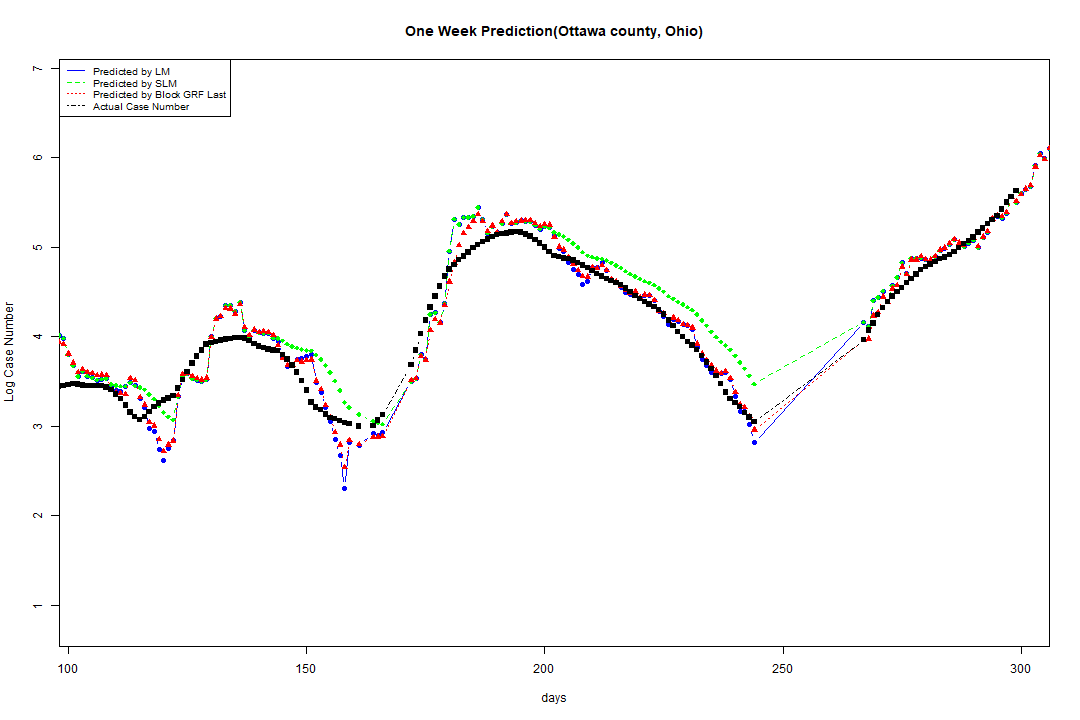 One Week Prediction(Ottawa county, Ohio)
Predicted by LM
Predicted by SLM
Predicted by Block GRF Last
Actual Case Number
Log Case Number
7
6
5
4
3
2
1
100 150 200 250 300
days